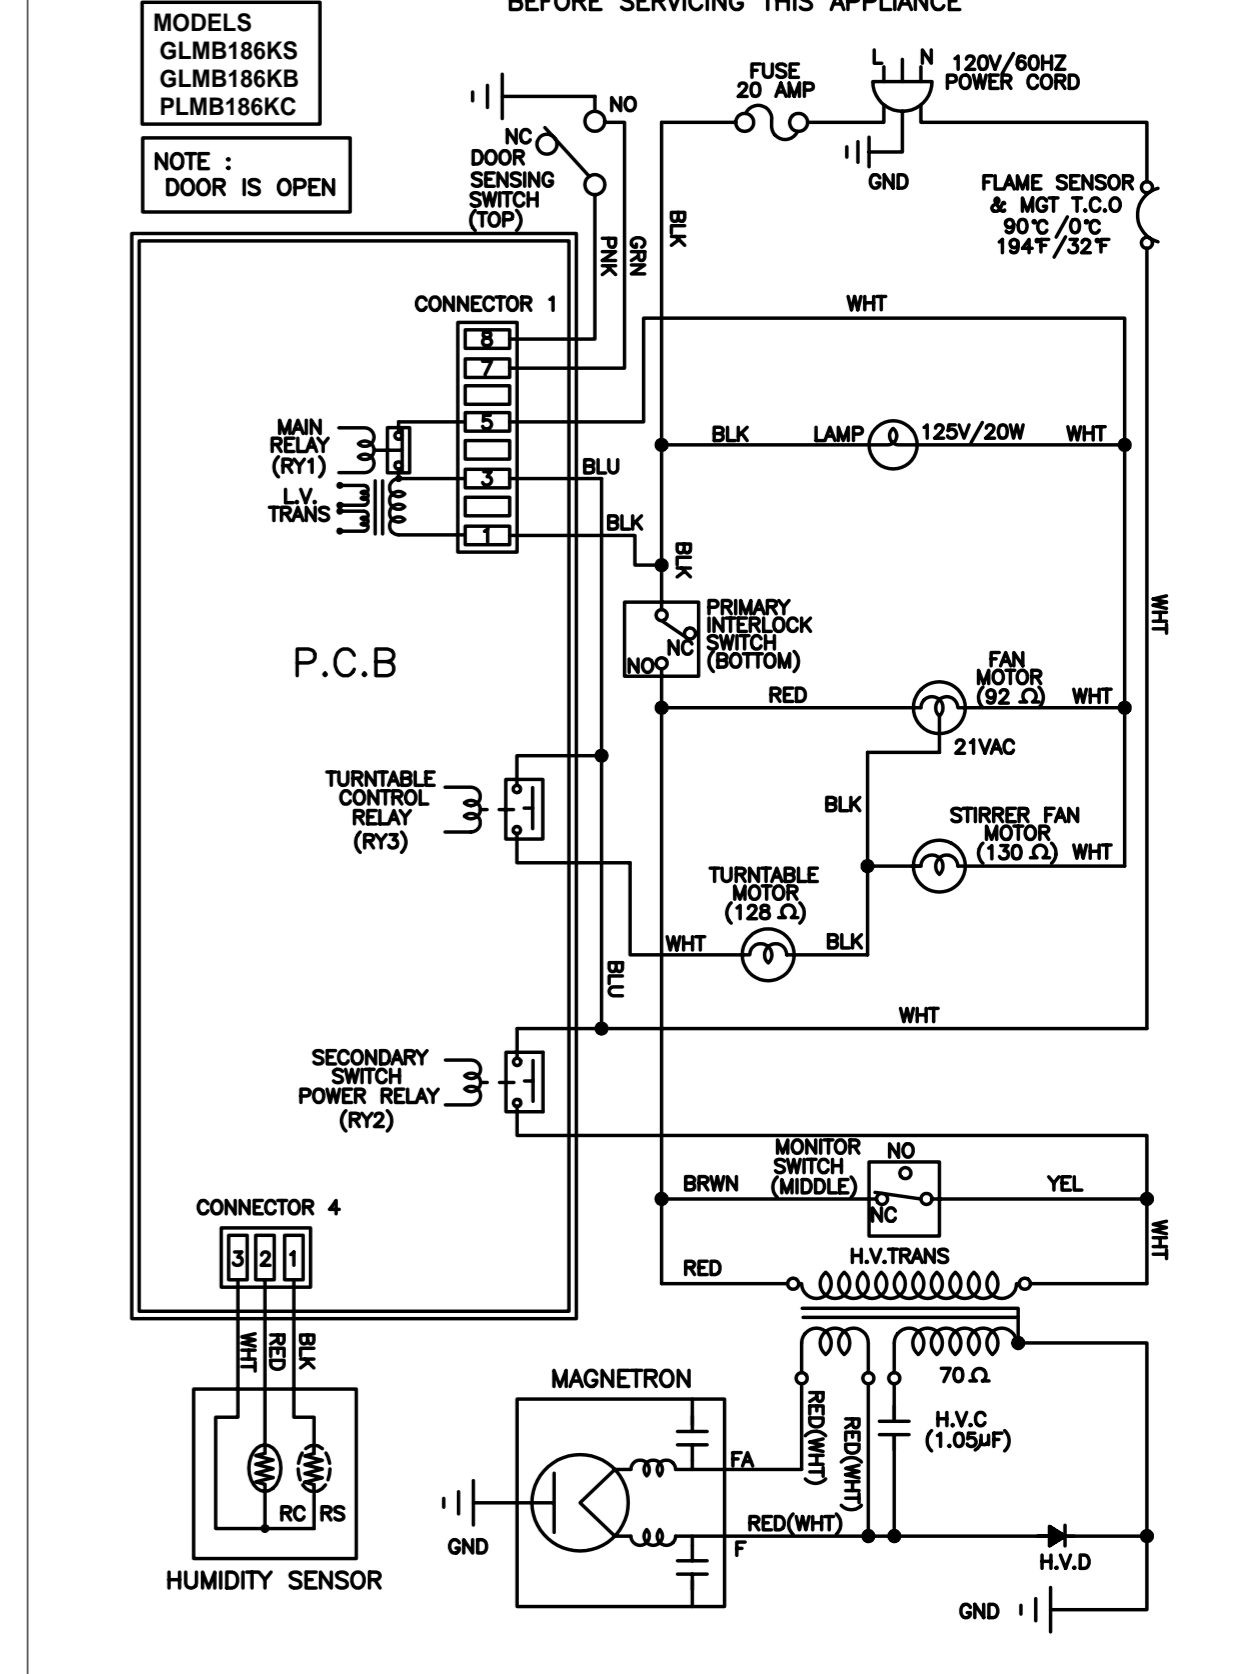 BEFORE SERVICING THIS APPLIANCE
MODELS
GLMB186KS
GLMB186KB
PLMB186KC
NOTE :
DOOR IS OPEN
NO
NC
DOOR
SENSING
SWITCH
(TOP)
PNK
GRN
FUSE
20 AMP
L
N
120V/60HZ
POWER CORD
GND
FLAME SENSOR
& MGT T.C.O
90℃/0℃
194℉/32℉
BLK
WHT
CONNECTOR 1
8
7
5
3
1
MAIN
RELAY
(RY1)
L.V.
TRANS
BLU
BLK
BLK
LAMP
125V/20W
WHT
BLK
PRIMARY
INTERLOCK
SWITCH
(BOTTOM)
NC
NO
WHT
P.C.B
RED
FAN
MOTOR
(92 Ω)
WHT
21VAC
BLK
TURNTABLE
CONTROL
RELAY
(RY3)
STIRRER FAN
MOTOR
(130 Ω)
WHT
TURNTABLE
MOTOR
(128 Ω)
WHT
BLK
BLU
WHT
SECONDARY
SWITCH
POWER RELAY
(RY2)
MONITOR
SWITCH
(MIDDLE)
NO
NC
BRWN
YEL
WHT
CONNECTOR 4
3
2
1
WHT
RED
BLK
RED
H.V.TRANS
70Ω
H.V.C
(1.05µF)
RED(WHT)
RED(WHT)
MAGNETRON
FA
RED(WHT)
F
GND
H.V.D
GND
RC
RS
HUMIDITY SENSOR